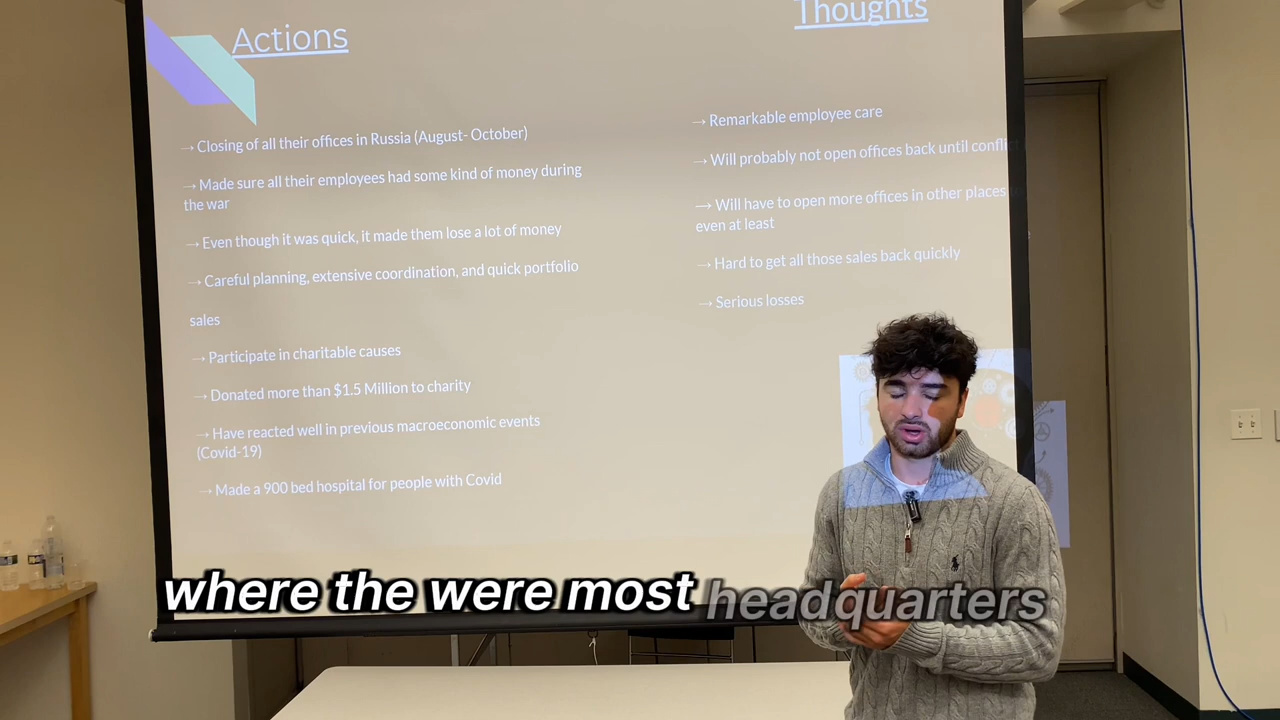 Actions
→ Closing of all their offices in Russia (August- October)
→ Made sure all their employees had some kind of money during
the war
→ Even though it was quick, it made them lose a lot of money
→ Careful planning, extensive coordination, and quick portfolio
sales
→ Participate in charitable causes
→ Donated more than $1.5 Million to charity
→ Have reacted well in previous macroeconomic events
(Covid-19)
→ Made a 900 bed hospital for people with Covid
Thoughts
→ Remarkable employee care
→ Will probably not open offices back until conflict
→ Will have to open more offices in other places
even at least
→ Hard to get all those sales back quickly
→ Serious losses
where the were most headquarters